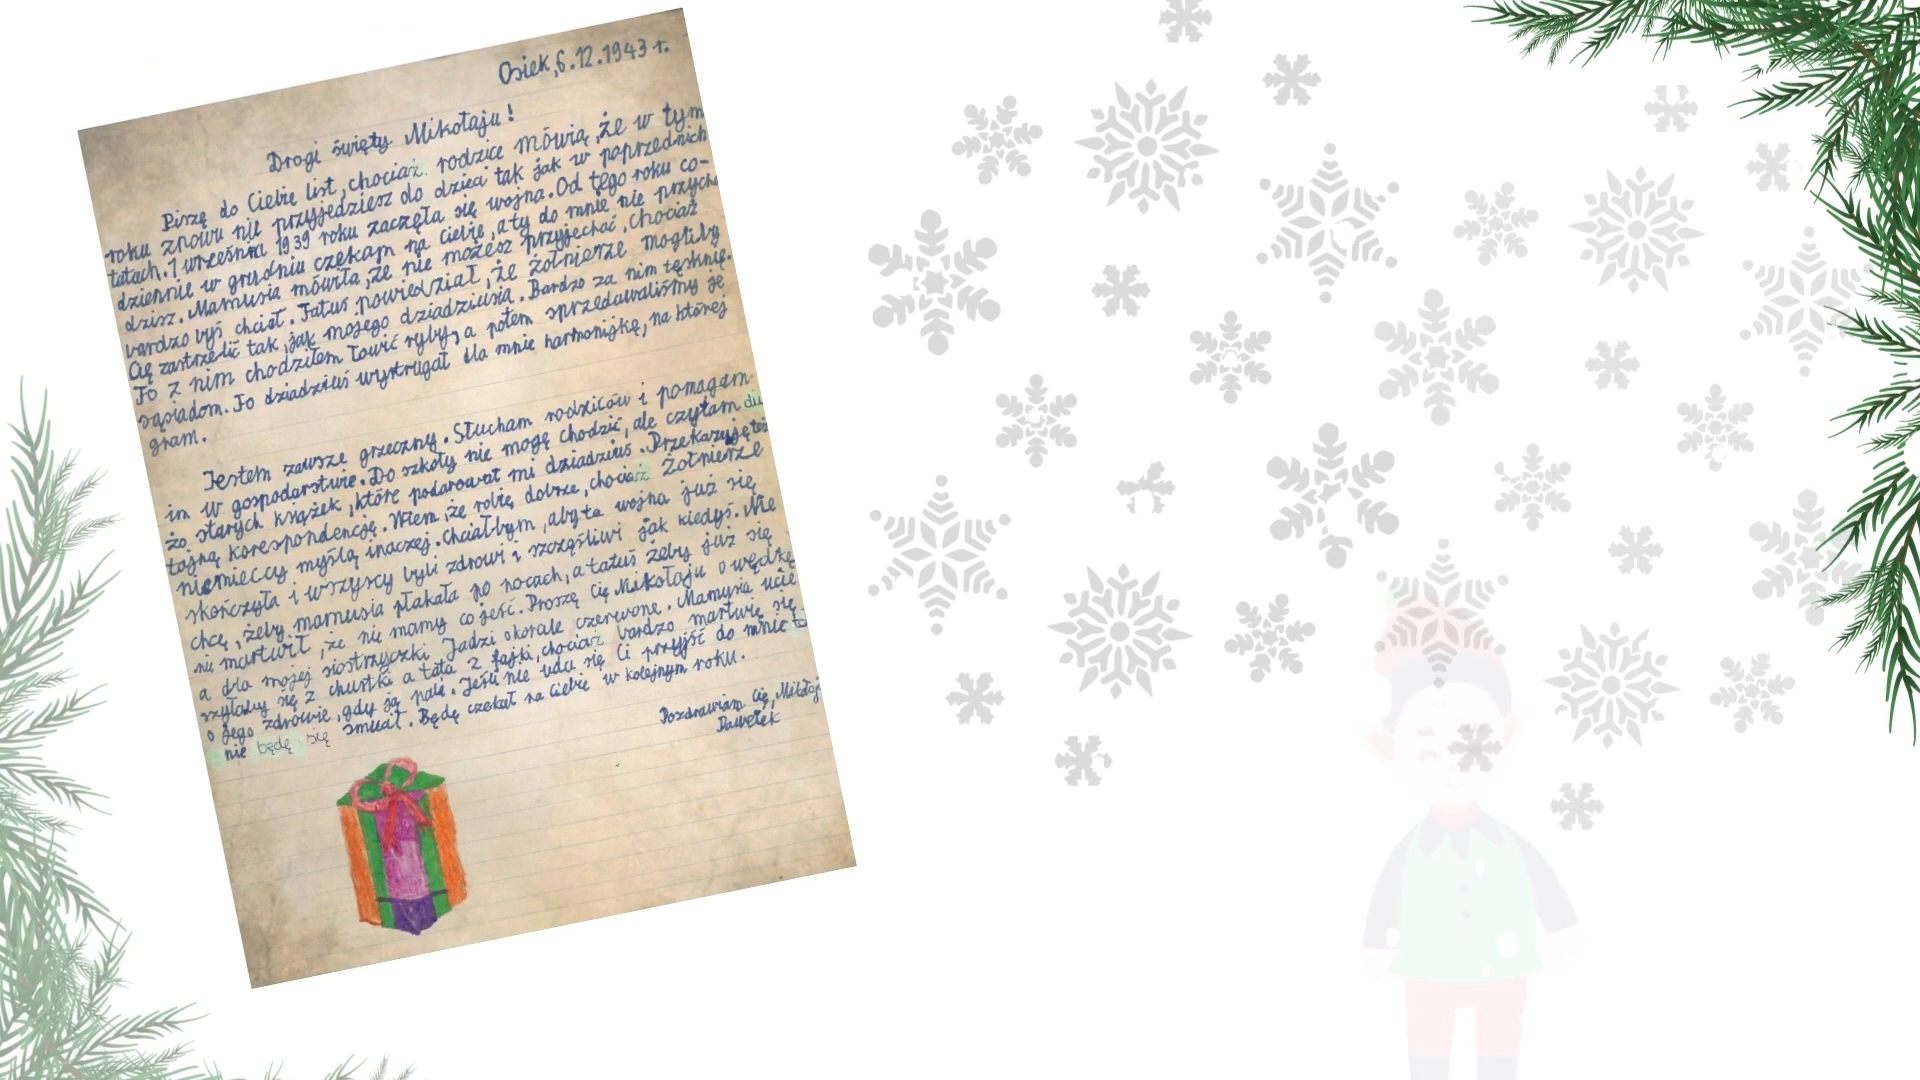 Osiek, 6.12.1943 r.
Drogi święty Mikołaju!
Piszę do Ciebie list, chociaż rodzice mówią, że w tym
roku znowu nie przyjedziesz do dzieci tak jak w poprzednich
latach. 1 września 1939 roku zaczęła się wojna. Od tego roku co-
dziennie w grudniu czekam na Ciebie, a ty do mnie nie przycho
dzisz. Mamusia mówiła, że nie możesz przyjechać, chociaż
bardzo byś chciał. Tatuś powiedział, że żołnierze mogliby
Cię zastrzelić tak, jak mojego dziadziusia. Bardzo za nim tęsknię.
To z nim chodziłem łowić ryby, a potem sprzedawaliśmy je
sąsiadom. To dziadziuś wystrugał dla mnie harmonijkę, na której
gram.
Jestem zawsze grzeczny. Słucham rodziców i pomagam
im w gospodarstwie. Do szkoły nie mogę chodzić, ale czytam du
żo starych książek, które podarował mi dziadziuś. Przekazuję też
tajną korespondencję. Wiem, że robię dobrze, chociaż żołnierze
niemieccy myślą inaczej. Chciałbym, aby ta wojna już się
skończyła i wszyscy byli zdrowi i szczęśliwi jak kiedyś. Nie
chcę, żeby mamusia płakała po nocach, a tatuś żeby już się
nie martwił, że nie mamy co jeść. Proszę Cię Mikołaju o wędkę
a dla mojej siostrzyczki Jadzi okorale czerwone. Mamusia ucie
szyłaby się z chustki a tata z fajki, chociaż bardzo martwię się
o jego zdrowie, gdy ją pali. Jeśli nie uda się Ci przyjść do mnie to
nie będę się smucił. Będę czekał na Ciebie w kolejnym roku.
Pozdrawiam Cię, Mikołaj
Pawełek